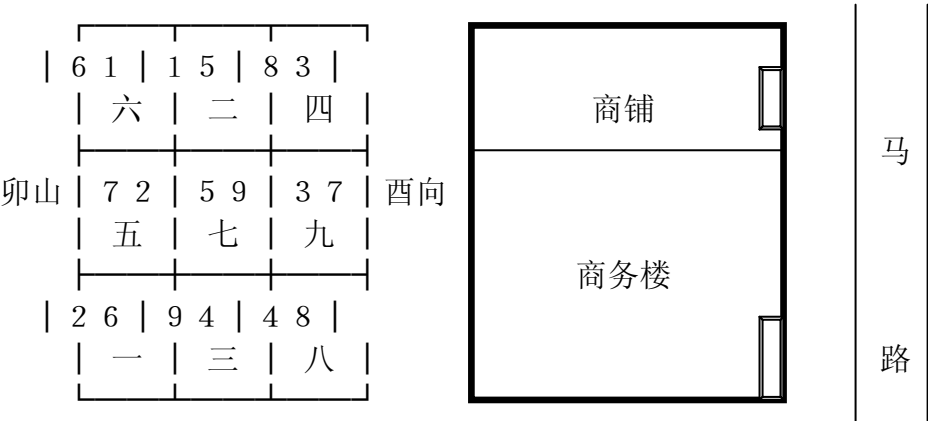 6 1 1 5 8 3
六 二 四
卯山 7 2 5 9 3 7 酉向
五 七 九
2 6 9 4 4 8
一 三 八
商铺
商务楼
马
路